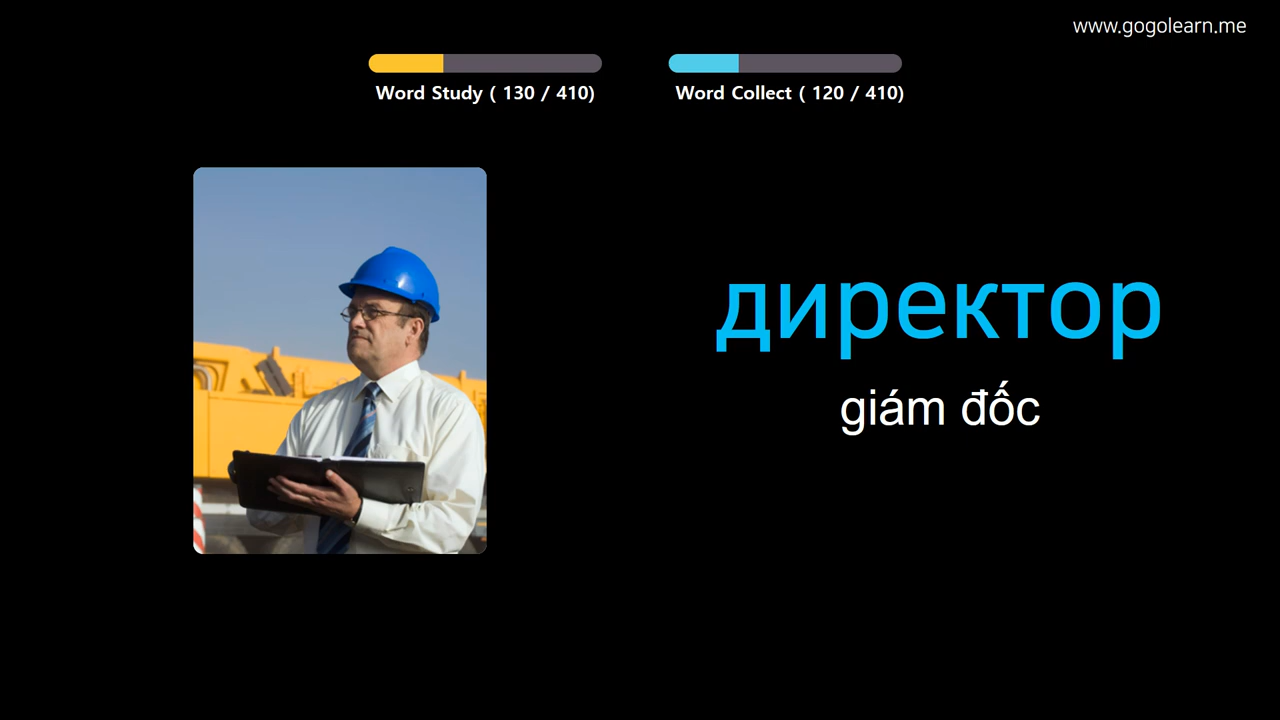 www.gogolearn.me
Word Study ( 130 / 410)
Word Collect ( 120 / 410)
директор
giám đốc